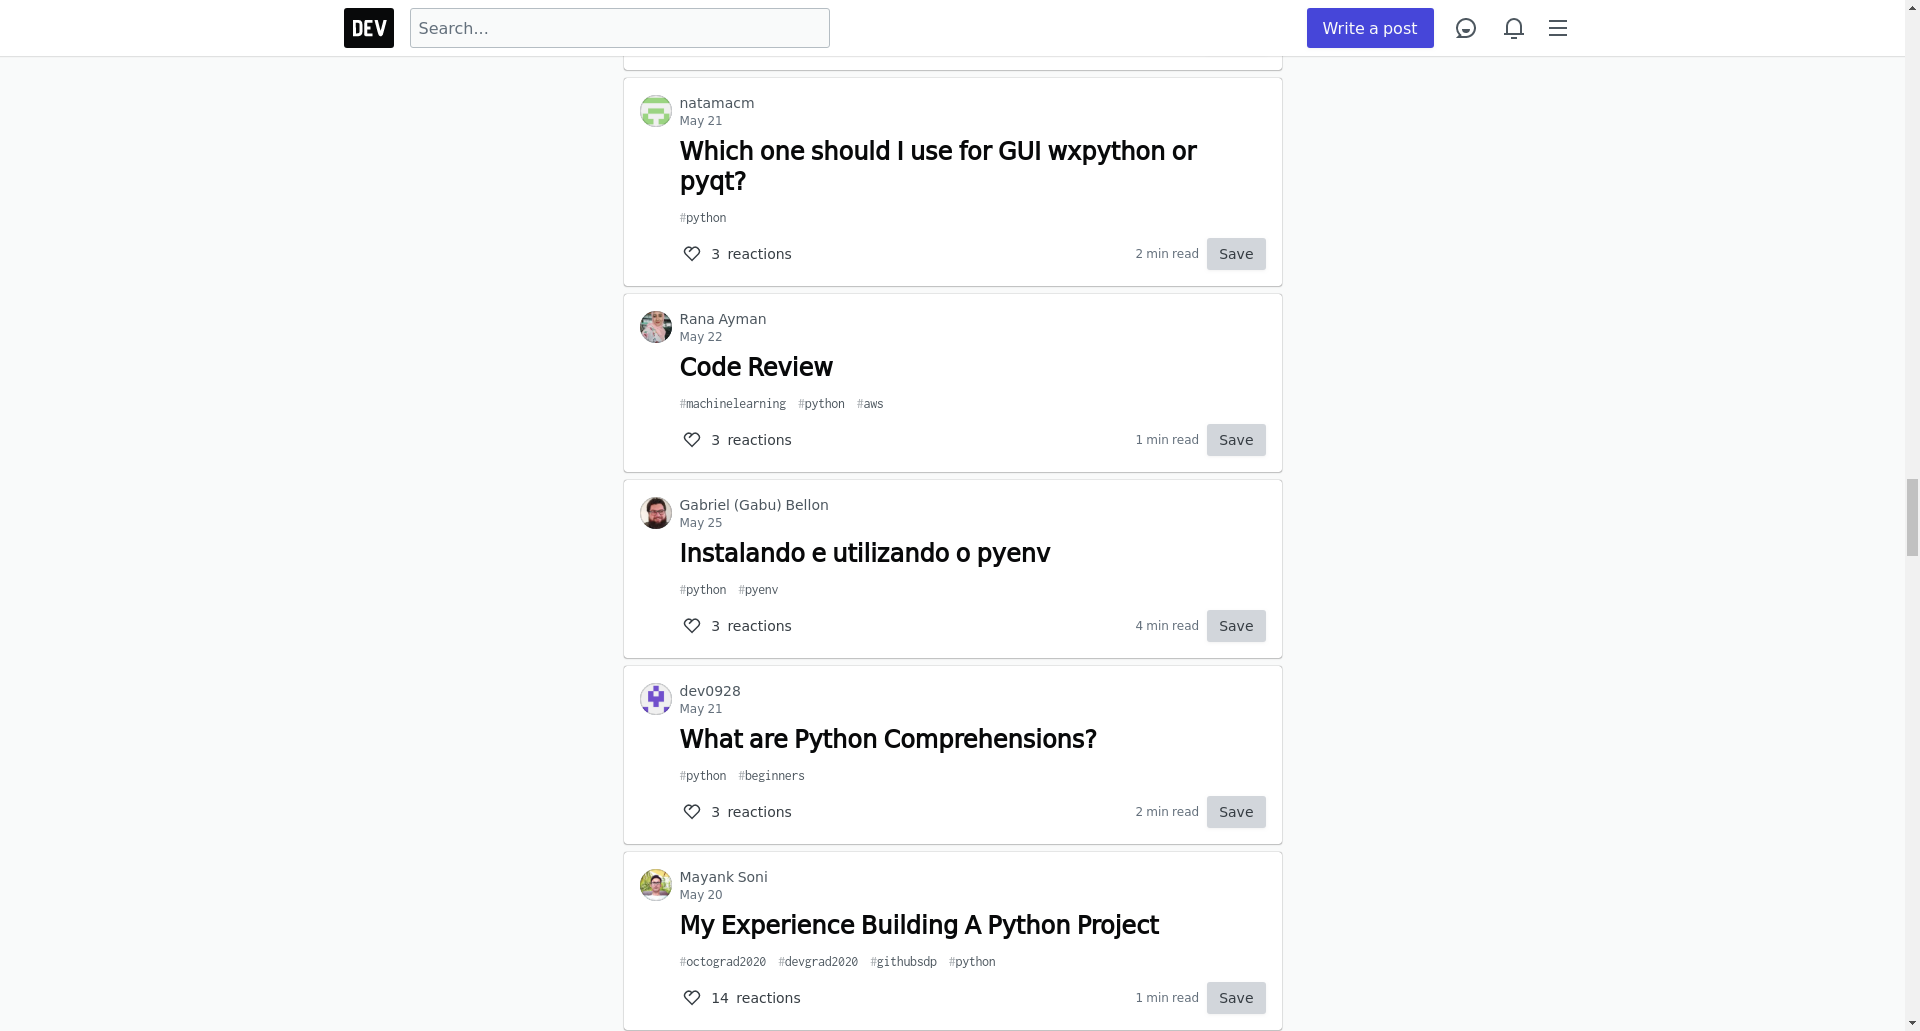 DEV
Search...
Write a post
natamacm
May 21
Which one should I use for GUI wxpython or
pyqt?
#python
3 reactions
2 min read
Save
Rana Ayman
May 22
Code Review
#machinelearning #python #aws
3 reactions
1 min read
Save
Gabriel (Gabu) Bellon
May 25
Instalando e utilizando o pyenv
#python #pyenv
3 reactions
4 min read
Save
dev0928
May 21
What are Python Comprehensions?
#python #beginners
3 reactions
2 min read
Save
Mayank Soni
May 20
My Experience Building A Python Project
#octograd2020 #devgrad2020 #githubsdp #python
14 reactions
1 min read
Save